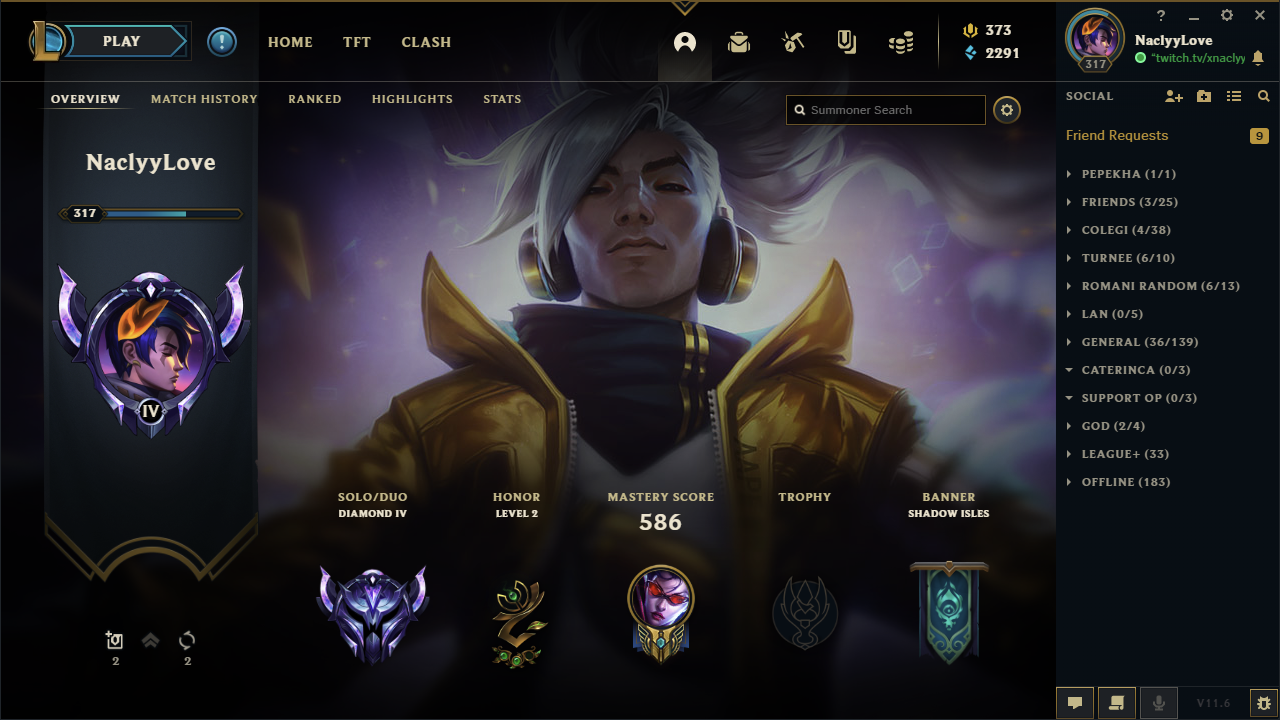 PLAY
HOME
TFT
CLASH
373
2291
317
NaclyyLove
"twitch.tv/xnaclyy
OVERVIEW
MATCH HISTORY
RANKED
HIGHLIGHTS
STATS
Summoner Search
SOCIAL
Friend Requests
9
NaclyyLove
317
IV
PEPEKHA (1/1)
FRIENDS (3/25)
COLEGI (4/38)
TURNEE (6/10)
ROMANI RANDOM (6/13)
LAN (0/5)
GENERAL (36/139)
CATERINCA (0/3)
SUPPORT OP (0/3)
GOD (2/4)
LEAGUE+ (33)
OFFLINE (183)
SOLO/DUO
DIAMOND IV
HONOR
LEVEL 2
MASTERY SCORE
586
TROPHY
BANNER
SHADOW ISLES
2
2
V11.6